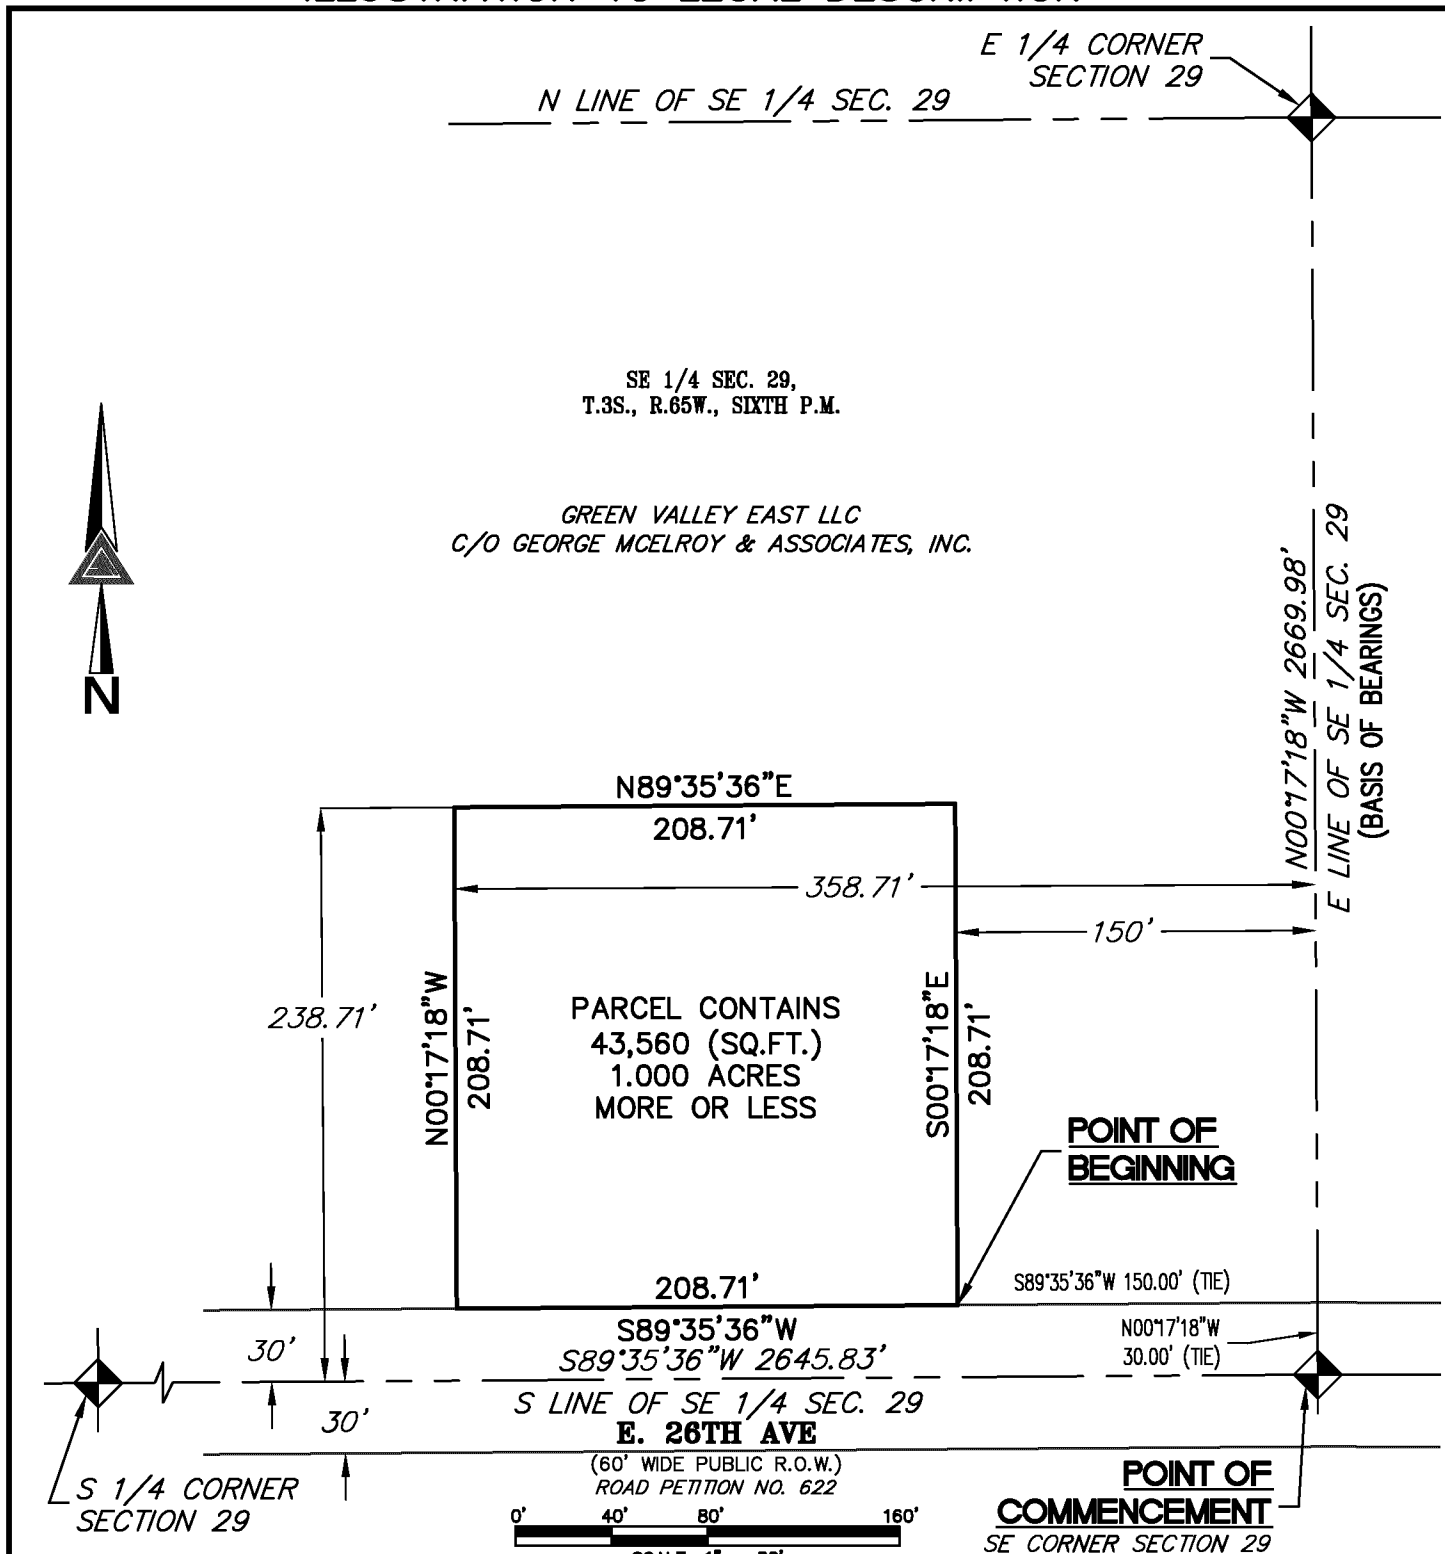 ILLUSTRATION TO LEGAL DESCRIPTION
E 1/4 CORNER
SECTION 29
N LINE OF SE 1/4 SEC. 29
SE 1/4 SEC. 29,
T.3S., R.65W., SIXTH P.M.
GREEN VALLEY EAST LLC
C/O GEORGE MCELROY & ASSOCIATES, INC.
N
N00°17'18"W 2669.98'
E LINE OF SE 1/4 SEC. 29
(BASIS OF BEARINGS)
N89°35'36"E
208.71'
358.71'
150'
238.71'
N00°17'18"W
208.71'
PARCEL CONTAINS
43,560 (SQ.FT.)
1.000 ACRES
MORE OR LESS
S00°17'18"E
208.71'
POINT OF
BEGINNING
208.71'
S89°35'36"W 150.00' (TIE)
S89°35'36"W
N00°17'18"W
30.00' (TIE)
30'
S89°35'36"W 2645.83'
S LINE OF SE 1/4 SEC. 29
30'
E. 26TH AVE
(60' WIDE PUBLIC R.O.W.)
ROAD PETITION NO. 622
S 1/4 CORNER
SECTION 29
POINT OF
COMMENCEMENT
SE CORNER SECTION 29
0' 40' 80' 160'